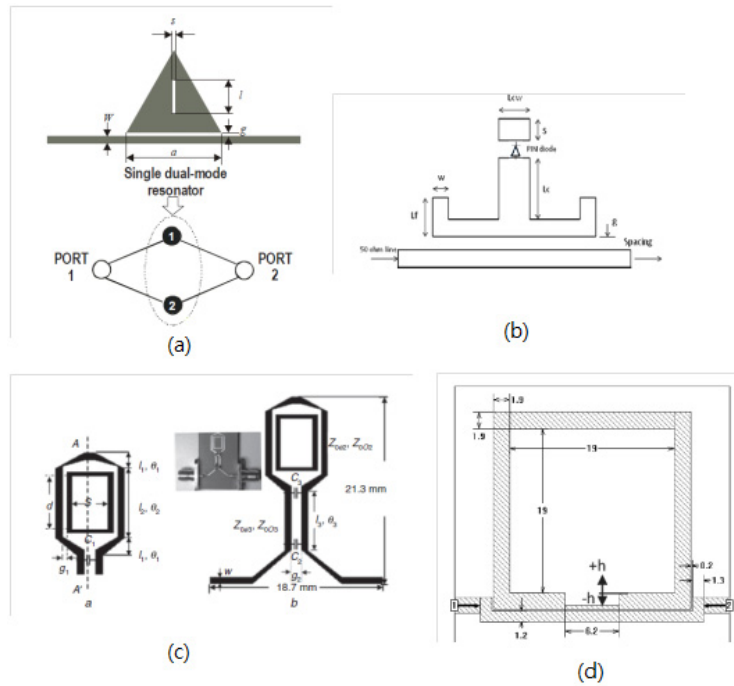 s
l
W
g
a
Single dual-mode
resonator
1
PORT
1
PORT
2
2
(a)
S
PIN diode
w
Lc
Lf
g
Spacing
50 ohm line
(b)
A
l₁, θ₁
d
S
l₂, θ₂
C₁
g₁
l₁, θ₁
A'
a
Z₀ₑ₂, Z₀O₂
C₃
21.3 mm
Z₀ₑ₃, Z₀O₃
l₃, θ₃
C₂
w
g₂
18.7 mm
b
(c)
1.9
1.9
19
19
+h
-h
0.2
1.3
1
2
1.2
6.2
(d)